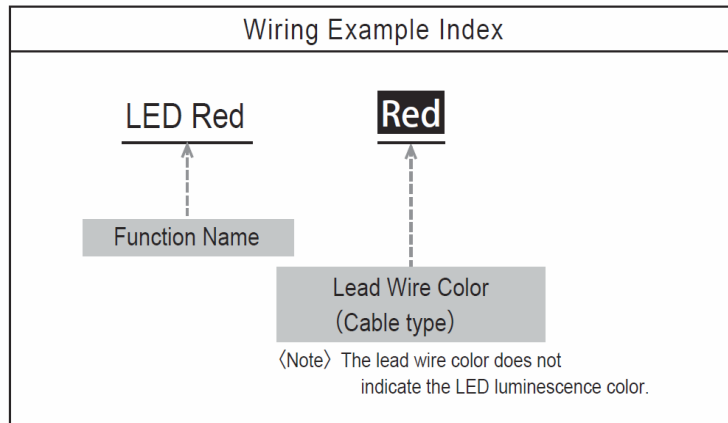 Wiring Example Index
LED Red Red
Function Name
Lead Wire Color
（Cable type）
〈Note〉The lead wire color does not
indicate the LED luminescence color.